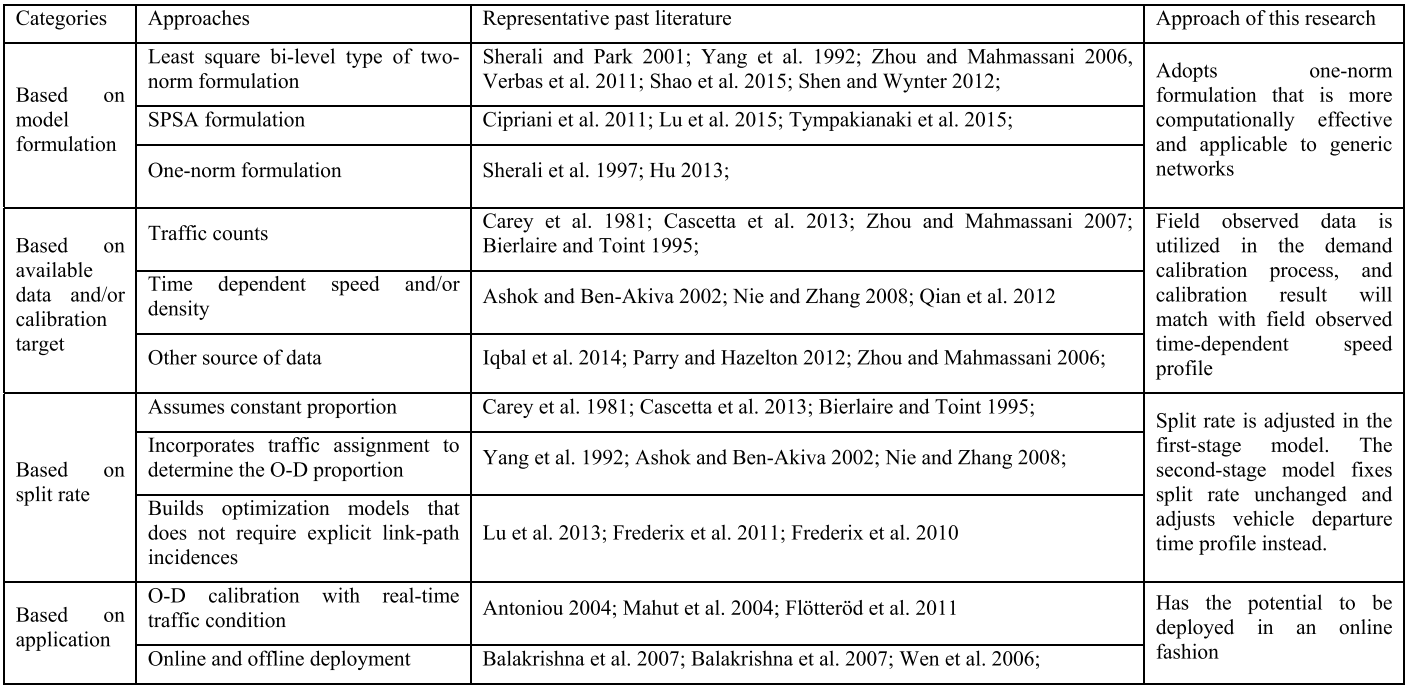 Categories
Approaches
Representative past literature
Approach of this research
Based on
model
formulation
Least square bi-level type of two-
norm formulation
Sherali and Park 2001; Yang et al. 1992; Zhou and Mahmassani 2006,
Verbas et al. 2011; Shao et al. 2015; Shen and Wynter 2012;
SPSA formulation
Cipriani et al. 2011; Lu et al. 2015; Tympakianaki et al. 2015;
One-norm formulation
Sherali et al. 1997; Hu 2013;
Adopts one-norm
formulation that is more
computationally effective
and applicable to generic
networks
Based on
available
data and/or
calibration
target
Traffic counts
Carey et al. 1981; Cascetta et al. 2013; Zhou and Mahmassani 2007;
Bierlaire and Toint 1995;
Time dependent speed and/or
density
Ashok and Ben-Akiva 2002; Nie and Zhang 2008; Qian et al. 2012
Other source of data
Iqbal et al. 2014; Parry and Hazelton 2012; Zhou and Mahmassani 2006;
Field observed data is
utilized in the demand
calibration process, and
calibration result will
match with field observed
time-dependent speed
profile
Based on
split rate
Assumes constant proportion
Carey et al. 1981; Cascetta et al. 2013; Bierlaire and Toint 1995;
Incorporates traffic assignment to
determine the O-D proportion
Yang et al. 1992; Ashok and Ben-Akiva 2002; Nie and Zhang 2008;
Builds optimization models that
does not require explicit link-path
incidences
Lu et al. 2013; Frederix et al. 2011; Frederix et al. 2010
Split rate is adjusted in the
first-stage model. The
second-stage model fixes
split rate unchanged and
adjusts vehicle departure
time profile instead.
Based on
application
O-D calibration with real-time
traffic condition
Antoniou 2004; Mahut et al. 2004; Flötteröd et al. 2011
Online and offline deployment
Balakrishna et al. 2007; Balakrishna et al. 2007; Wen et al. 2006;
Has the potential to be
deployed in an online
fashion